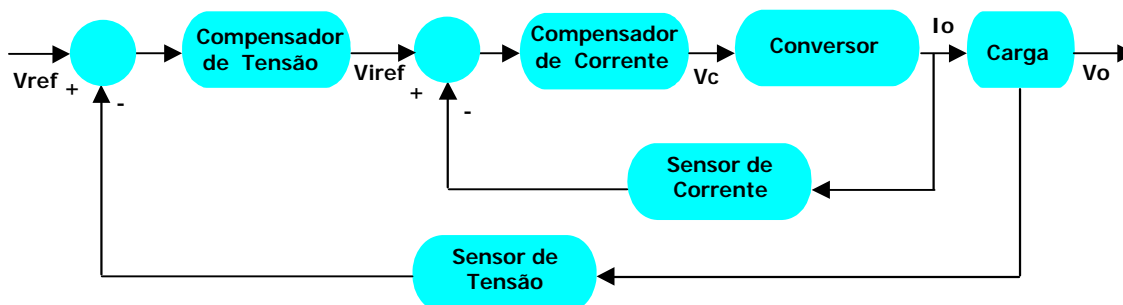 Vref
+
-
Compensador
de Tensão
Viref
+
-
Compensador
de Corrente
Vc
Conversor
Io
Carga
Vo
Sensor de
Corrente
Sensor de
Tensão